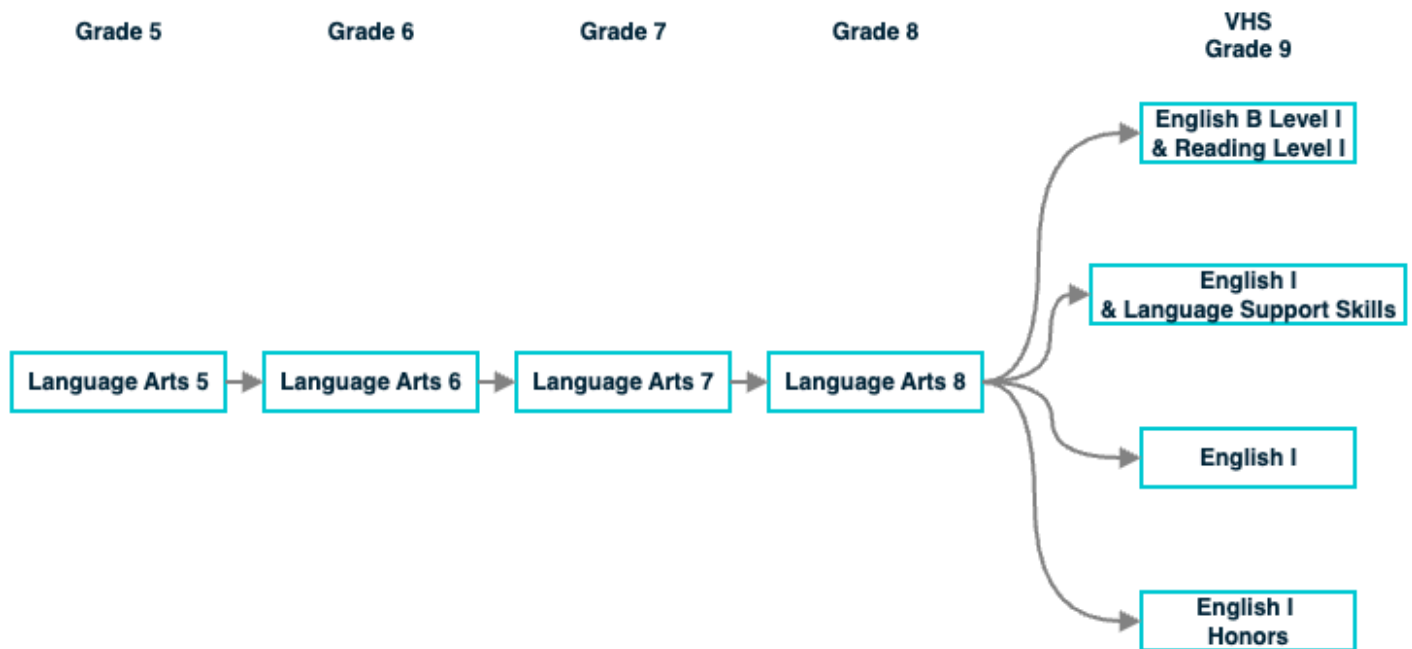 Grade 5
Grade 6
Grade 7
Grade 8
VHS
Grade 9
English B Level I
& Reading Level I
English I
& Language Support Skills
Language Arts 5
Language Arts 6
Language Arts 7
Language Arts 8
English I
English I
Honors